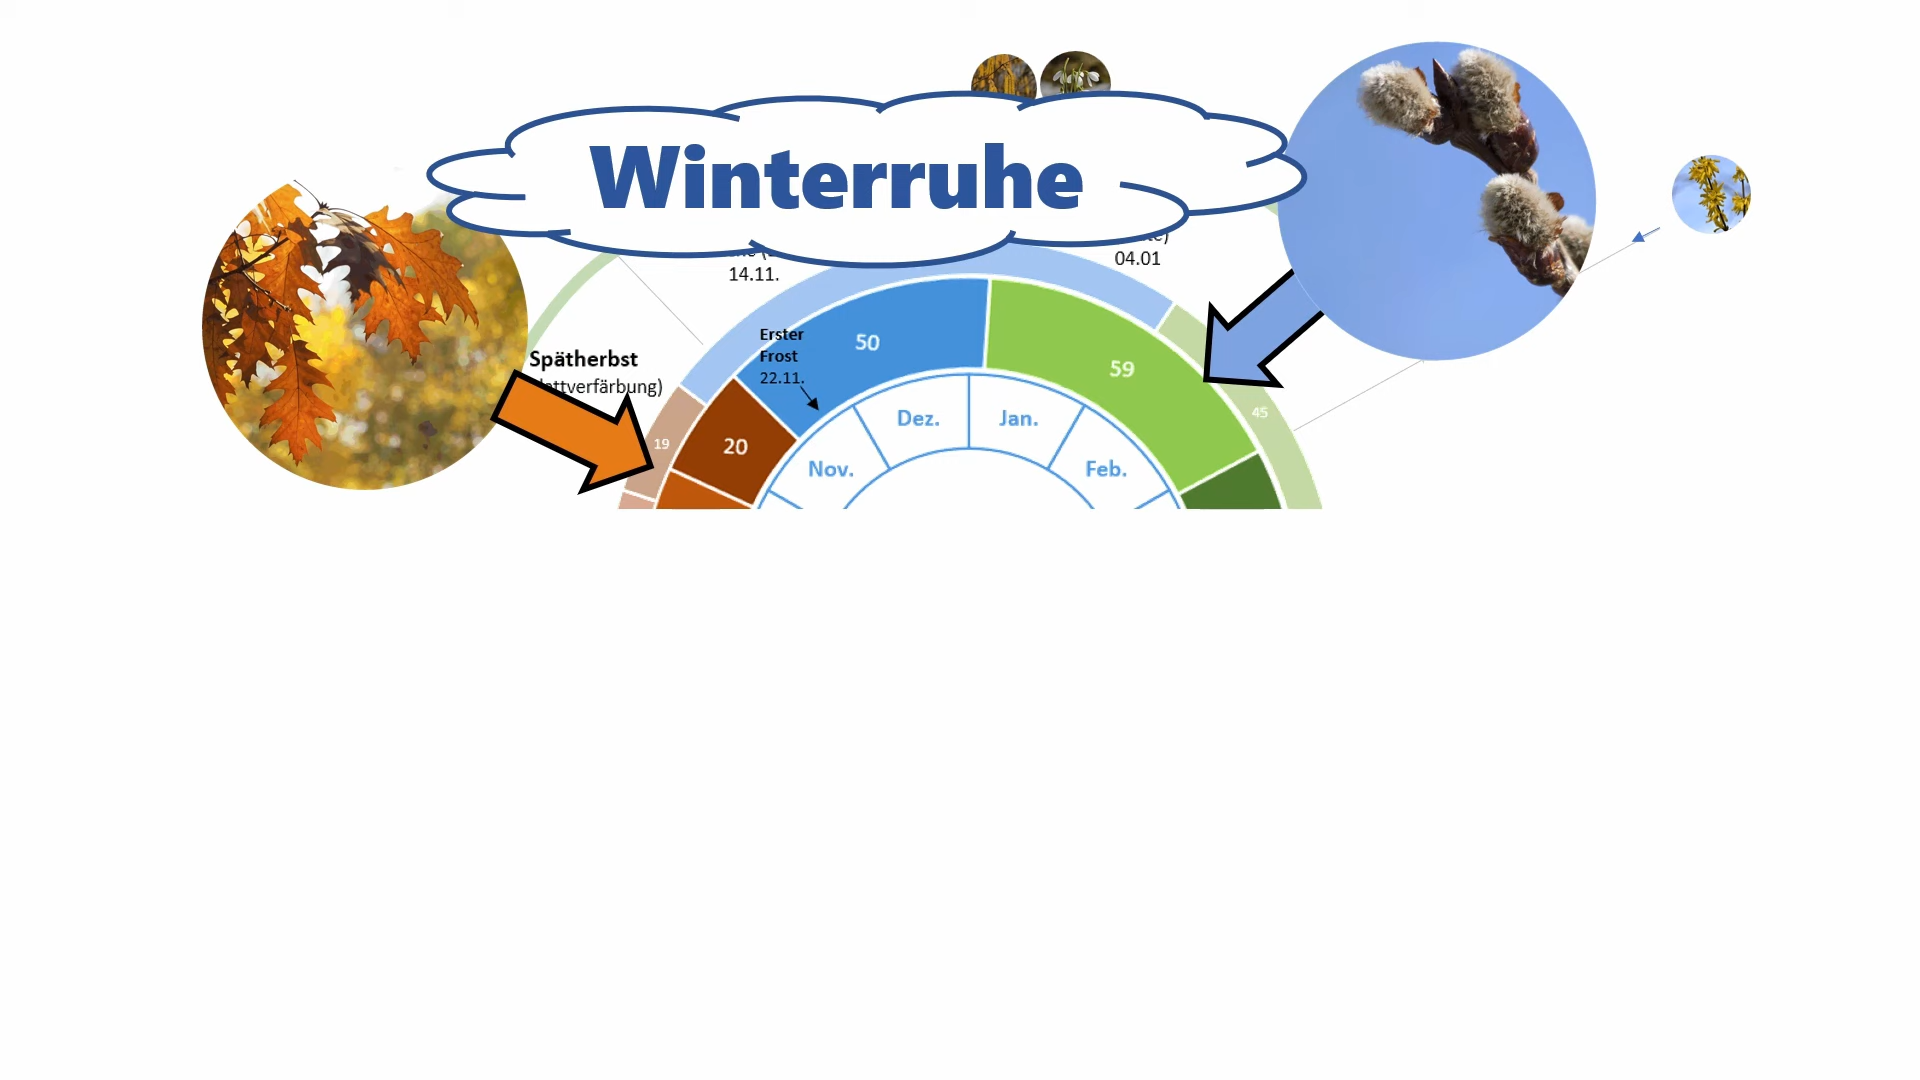 Winterruhe
14.11.
04.01
Erster
Frost
22.11.
50
59
Spätherbst
45
19
20
Dez.
Jan.
Nov.
Feb.